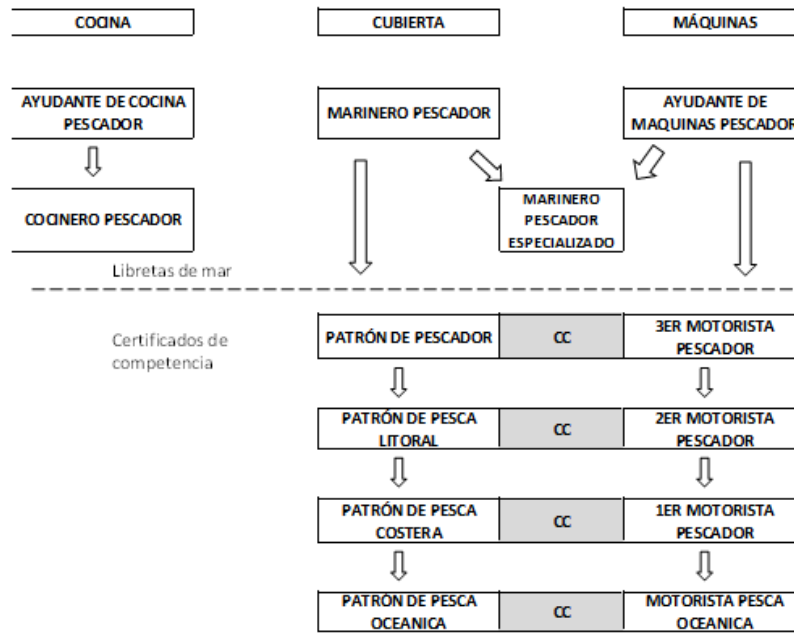 COCINA
CUBIERTA
MÁQUINAS
AYUDANTE DE COCINA
PESCADOR
MARINERO PESCADOR
AYUDANTE DE
MAQUINAS PESCADOR
COCINERO PESCADOR
MARINERO
PESCADOR
ESPECIALIZADO
Libretas de mar
Certificados de
competencia
PATRÓN DE PESCADOR
CC
3ER MOTORISTA
PESCADOR
PATRÓN DE PESCA
LITORAL
CC
2ER MOTORISTA
PESCADOR
PATRÓN DE PESCA
COSTERA
CC
1ER MOTORISTA
PESCADOR
PATRÓN DE PESCA
OCEANICA
CC
MOTORISTA PESCA
OCEANICA